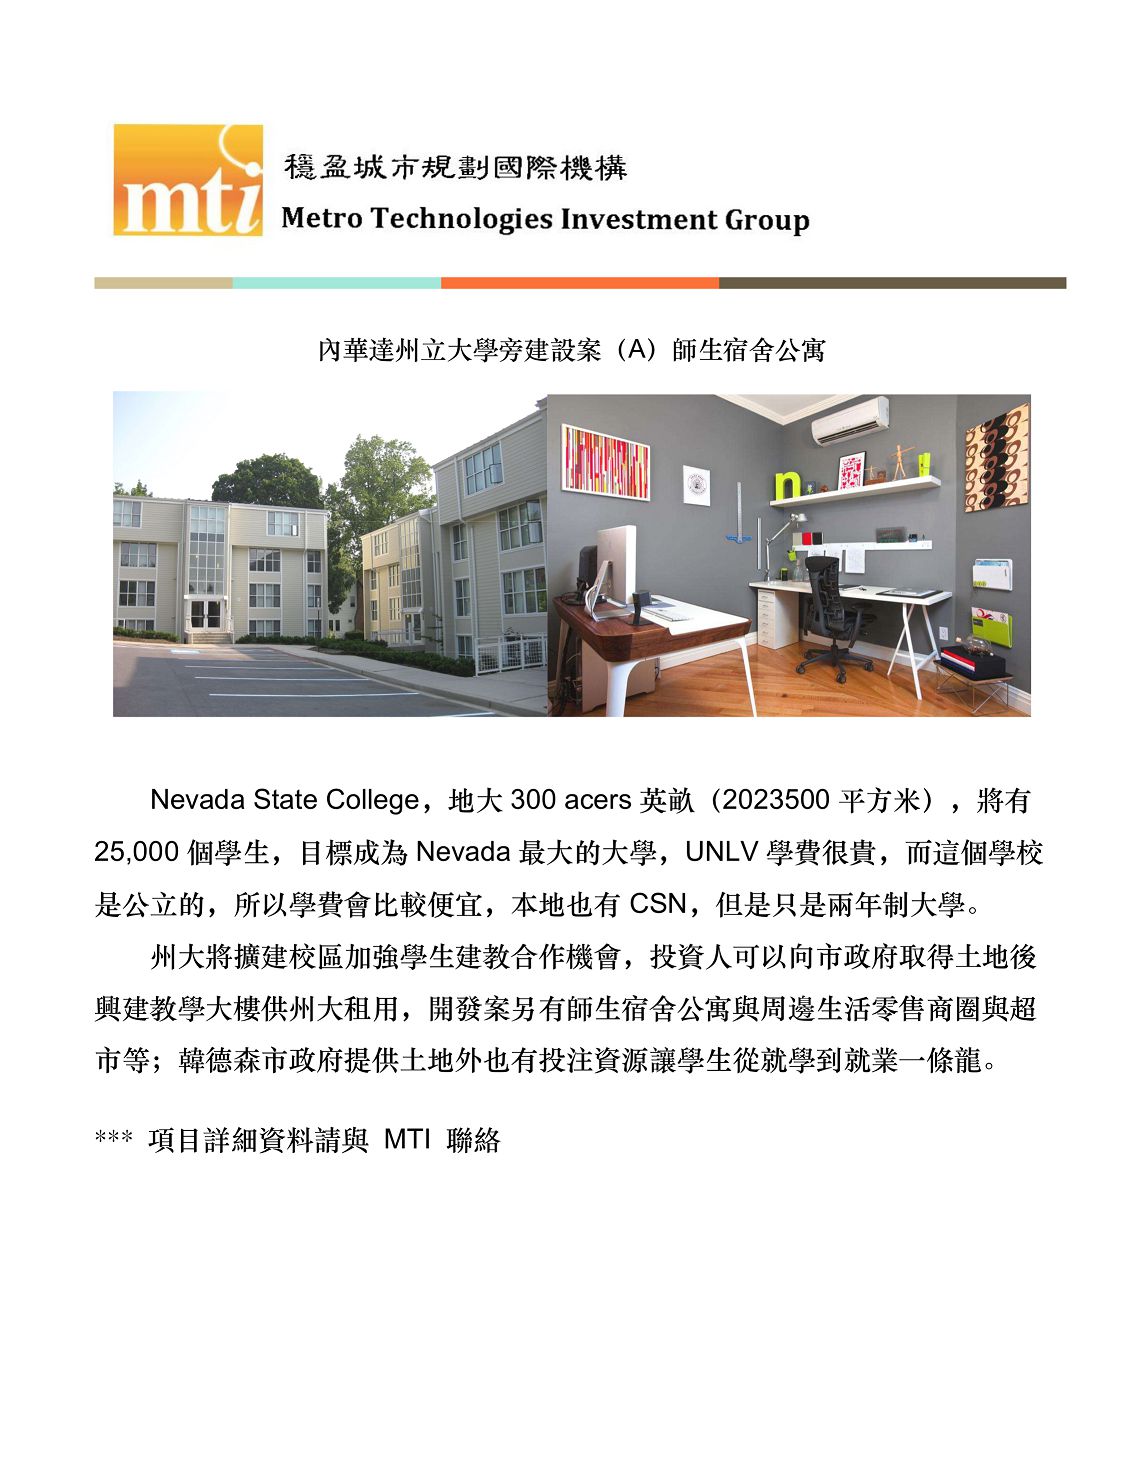 mti
穩盈城市規劃國際機構
Metro Technologies Investment Group
內華達州立大學旁建設案（A）師生宿舍公寓
n
Nevada State College，地大 300 acers 英畝（2023500 平方米），將有
25,000 個學生，目標成為 Nevada 最大的大學，UNLV 學費很貴，而這個學校
是公立的，所以學費會比較便宜，本地也有 CSN，但是只是兩年制大學。
州大將擴建校區加強學生建教合作機會，投資人可以向市政府取得土地後
興建教學大樓供州大租用，開發案另有師生宿舍公寓與周邊生活零售商圈與超
市等；韓德森市政府提供土地外也有投注資源讓學生從就學到就業一條龍。
*** 項目詳細資料請與 MTI 聯絡